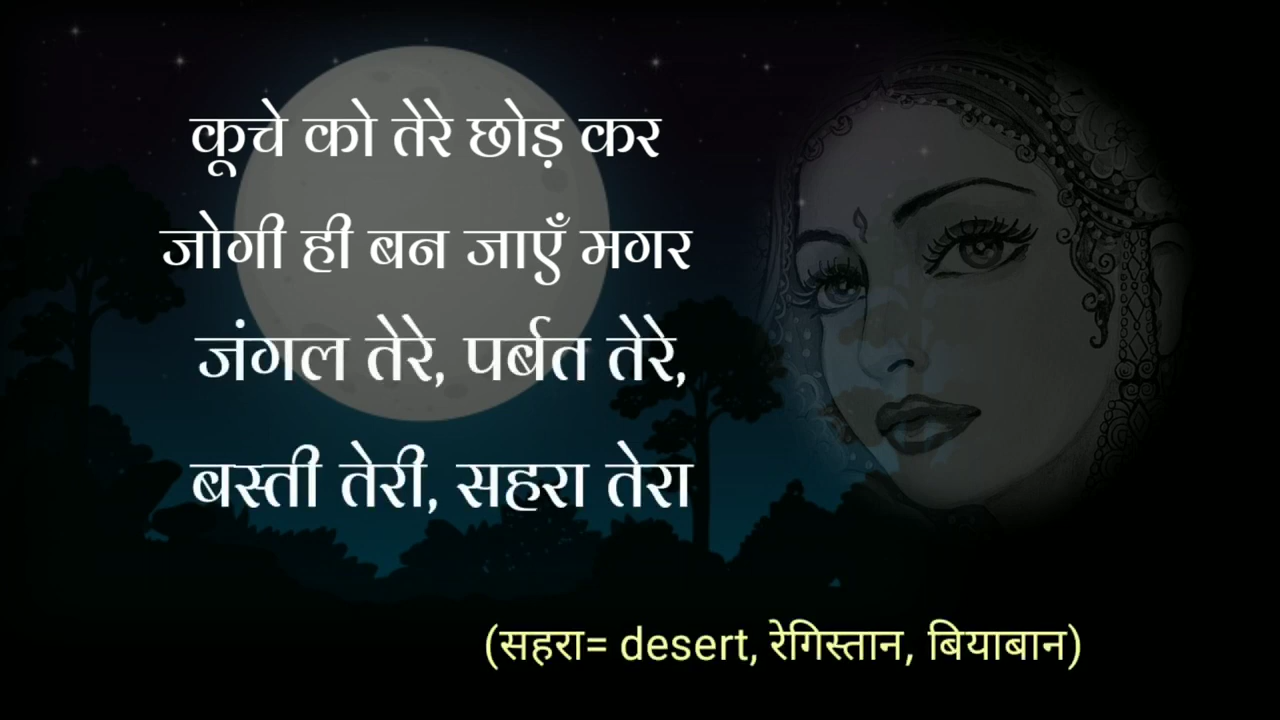 कूचे को तेरे छोड़ कर
जोगी ही बन जाएँ मगर
जंगल तेरे, पर्बत तेरे,
बस्ती तेरी, सहरा तेरा
(सहरा= desert, रेगिस्तान, बियाबान)